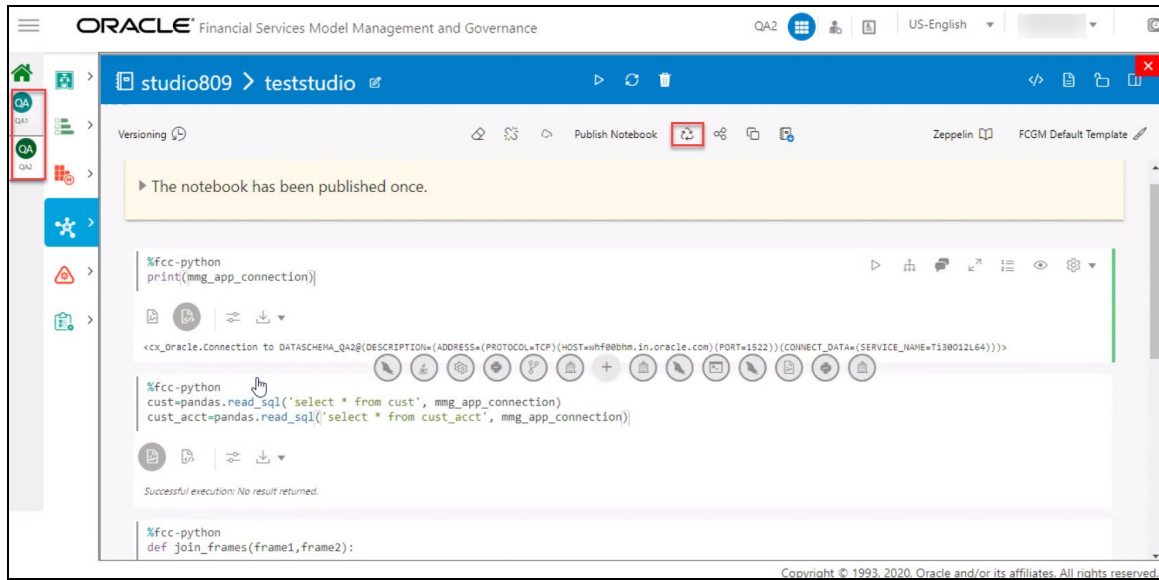 ORACLE® Financial Services Model Management and Governance
QA2
US-English
QA
QA1
QA
QA2
studio809 > teststudio
Versioning
Publish Notebook
Zeppelin
FCGM Default Template
The notebook has been published once.
%fcc-python
print(mmg_app_connection)
<cx_Oracle.Connection to DATASCHEMA_QA2@(DESCRIPTION=(ADDRESS=(PROTOCOL=TCP)(HOST=whf00bhm.in.oracle.com)(PORT=1522))(CONNECT_DATA=(SERVICE_NAME=Ti30O12L64)))>
%fcc-python
cust=pandas.read_sql('select * from cust', mmg_app_connection)
cust_acct=pandas.read_sql('select * from cust_acct', mmg_app_connection)
Successful execution: No result returned.
%fcc-python
def join_frames(frame1,frame2):
Copyright © 1993, 2020, Oracle and/or its affiliates. All rights reserved.